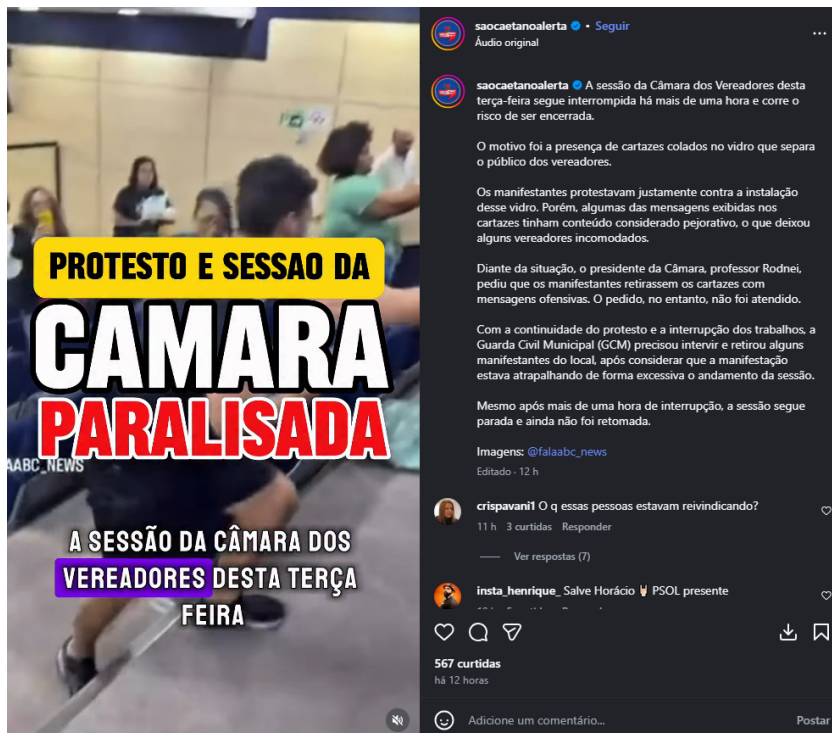 PROTESTO E SESSAO DA
CAMARA
PARALISADA
AABC_NEWS
A SESSÃO DA CÂMARA DOS
VEREADORES DESTA TERÇA
FEIRA
saocaetanoalerta • Seguir
Áudio original
saocaetanoalerta A sessão da Câmara dos Vereadores desta
terça-feira segue interrompida há mais de uma hora e corre o
risco de ser encerrada.
O motivo foi a presença de cartazes colados no vidro que separa
o público dos vereadores.
Os manifestantes protestavam justamente contra a instalação
desse vidro. Porém, algumas das mensagens exibidas nos
cartazes tinham conteúdo considerado pejorativo, o que deixou
alguns vereadores incomodados.
Diante da situação, o presidente da Câmara, professor Rodnei,
pediu que os manifestantes retirassem os cartazes com
mensagens ofensivas. O pedido, no entanto, não foi atendido.
Com a continuidade do protesto e a interrupção dos trabalhos, a
Guarda Civil Municipal (GCM) precisou intervir e retirou alguns
manifestantes do local, após considerar que a manifestação
estava atrapalhando de forma excessiva o andamento da sessão.
Mesmo após mais de uma hora de interrupção, a sessão segue
parada e ainda não foi retomada.
Imagens: @falaabc_news
Editado · 12 h
crispavani1 O q essas pessoas estavam reivindicando?
11 h 3 curtidas Responder
Ver respostas (7)
insta_henrique_ Salve Horácio 🤘🏻 PSOL presente
567 curtidas
há 12 horas
Adicione um comentário...
Postar